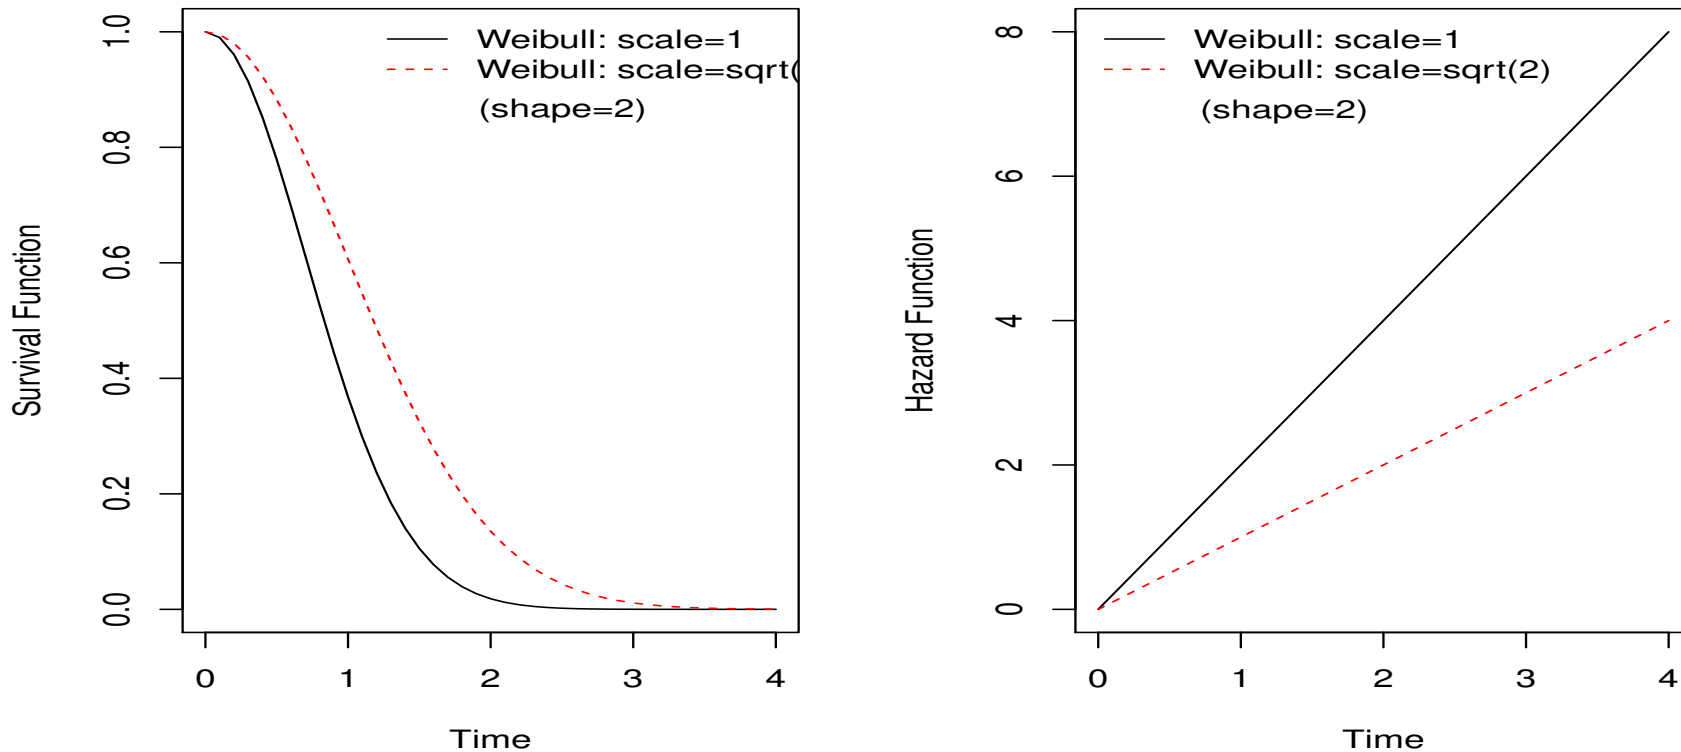 Survival Function
1.0
0.8
0.6
0.4
0.2
0.0
Weibull: scale=1
Weibull: scale=sqrt(
(shape=2)
0 1 2 3 4
Time
Hazard Function
8
6
4
2
0
Weibull: scale=1
Weibull: scale=sqrt(2)
(shape=2)
0 1 2 3 4
Time